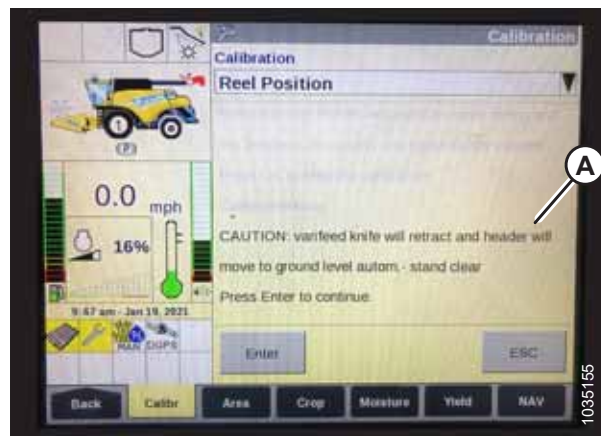 Calibration
Calibration
Reel Position
A
1
(P)
0.0 mph
16%
CAUTION: varifeed knife will retract and header will
move to ground level autom.- stand clear
Press Enter to continue.
9:47 am - Jan 19, 2021
MAN DGPS
Enter
ESC
Back
Calibr
Area
Crop
Moisture
Yield
NAV
1035155